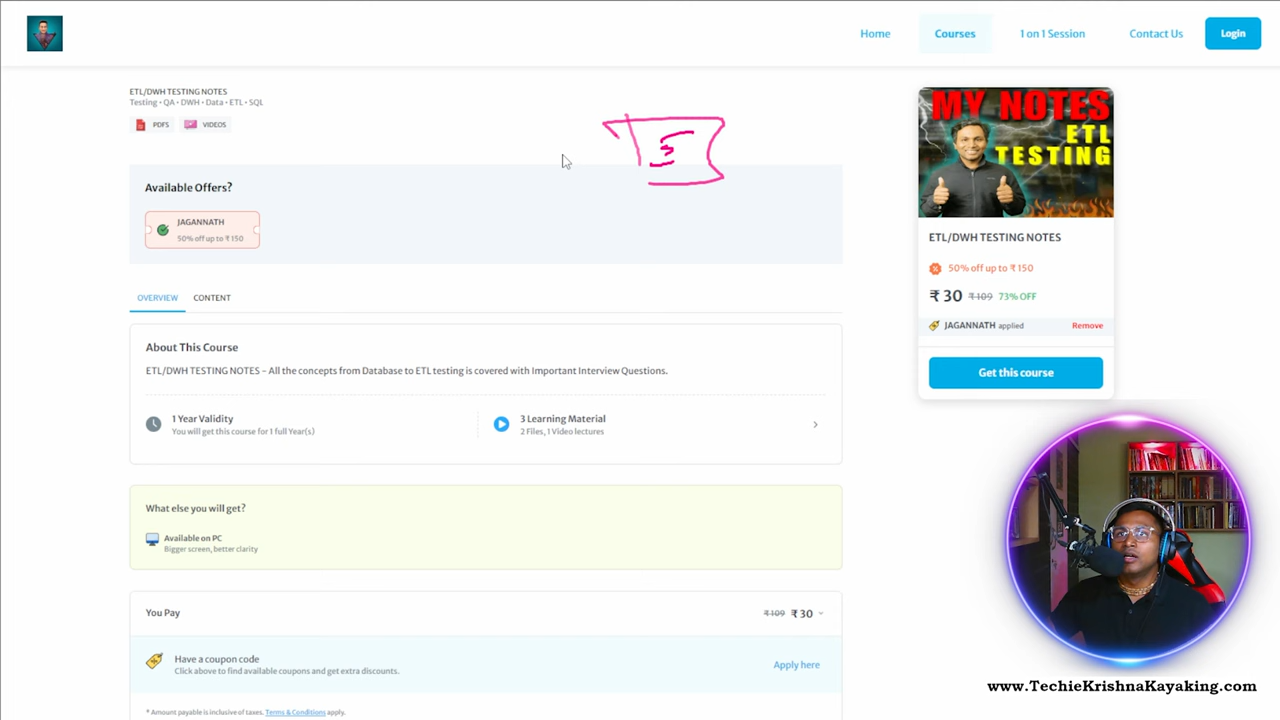 Home
Courses
1 on 1 Session
Contact Us
Login
ETL/DWH TESTING NOTES
Testing • QA • DWH • Data • ETL • SQL
PDFS
VIDEOS
Available Offers?
JAGANNATH
50% off up to ₹ 150
OVERVIEW
CONTENT
About This Course
ETL/DWH TESTING NOTES - All the concepts from Database to ETL testing is covered with Important Interview Questions.
1 Year Validity
You will get this course for 1 full Year(s)
3 Learning Material
2 Files, 1 Video lectures
What else you will get?
Available on PC
Bigger screen, better clarity
You Pay
₹ 109 ₹ 30
Have a coupon code
Click above to find available coupons and get extra discounts.
Apply here
* Amount payable is inclusive of taxes. Terms & Conditions apply.
MY NOTES
ETL
TESTING
ETL/DWH TESTING NOTES
50% off up to ₹ 150
₹ 30 ₹ 109 73% OFF
JAGANNATH applied
Remove
Get this course
www.TechieKrishnaKayaking.com